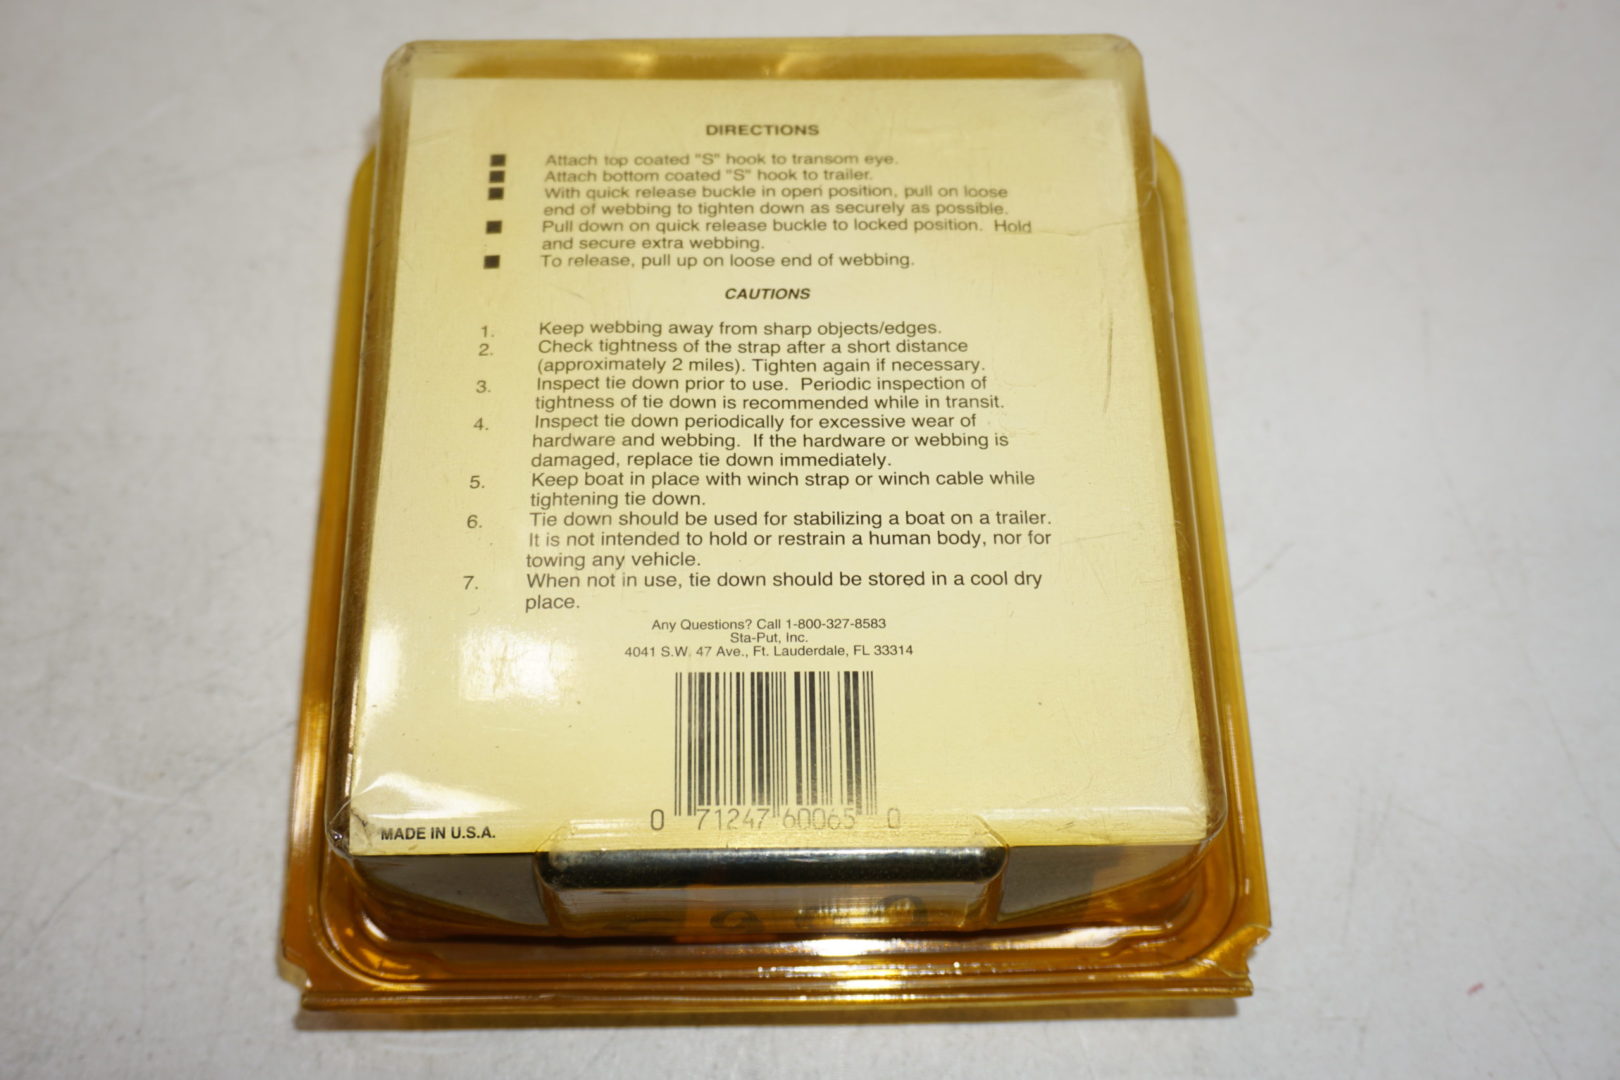 DIRECTIONS
■ Attach top coated "S" hook to transom eye.
■ Attach bottom coated "S" hook to trailer.
■ With quick release buckle in open position, pull on loose
end of webbing to tighten down as securely as possible.
■ Pull down on quick release buckle to locked position. Hold
and secure extra webbing.
■ To release, pull up on loose end of webbing.
CAUTIONS
1. Keep webbing away from sharp objects/edges.
2. Check tightness of the strap after a short distance
(approximately 2 miles). Tighten again if necessary.
3. Inspect tie down prior to use. Periodic inspection of
tightness of tie down is recommended while in transit.
4. Inspect tie down periodically for excessive wear of
hardware and webbing. If the hardware or webbing is
damaged, replace tie down immediately.
5. Keep boat in place with winch strap or winch cable while
tightening tie down.
6. Tie down should be used for stabilizing a boat on a trailer.
It is not intended to hold or restrain a human body, nor for
towing any vehicle.
7. When not in use, tie down should be stored in a cool dry
place.
Any Questions? Call 1-800-327-8583
Sta-Put, Inc.
4041 S.W. 47 Ave., Ft. Lauderdale, FL 33314
0 71247 60065 0
MADE IN U.S.A.